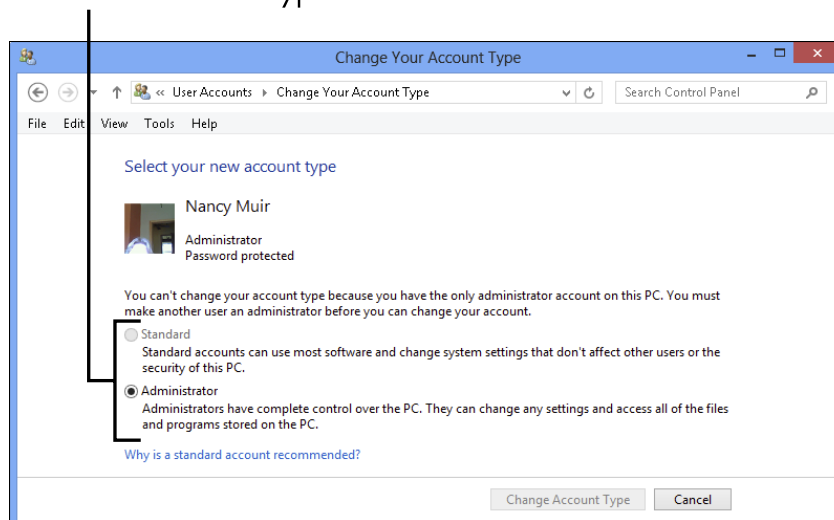 Change Your Account Type
« User Accounts ▸ Change Your Account Type
Search Control Panel
File Edit View Tools Help
Select your new account type
Nancy Muir
Administrator
Password protected
You can't change your account type because you have the only administrator account on this PC. You must
make another user an administrator before you can change your account.
Standard
Standard accounts can use most software and change system settings that don't affect other users or the
security of this PC.
Administrator
Administrators have complete control over the PC. They can change any settings and access all of the files
and programs stored on the PC.
Why is a standard account recommended?
Change Account Type Cancel